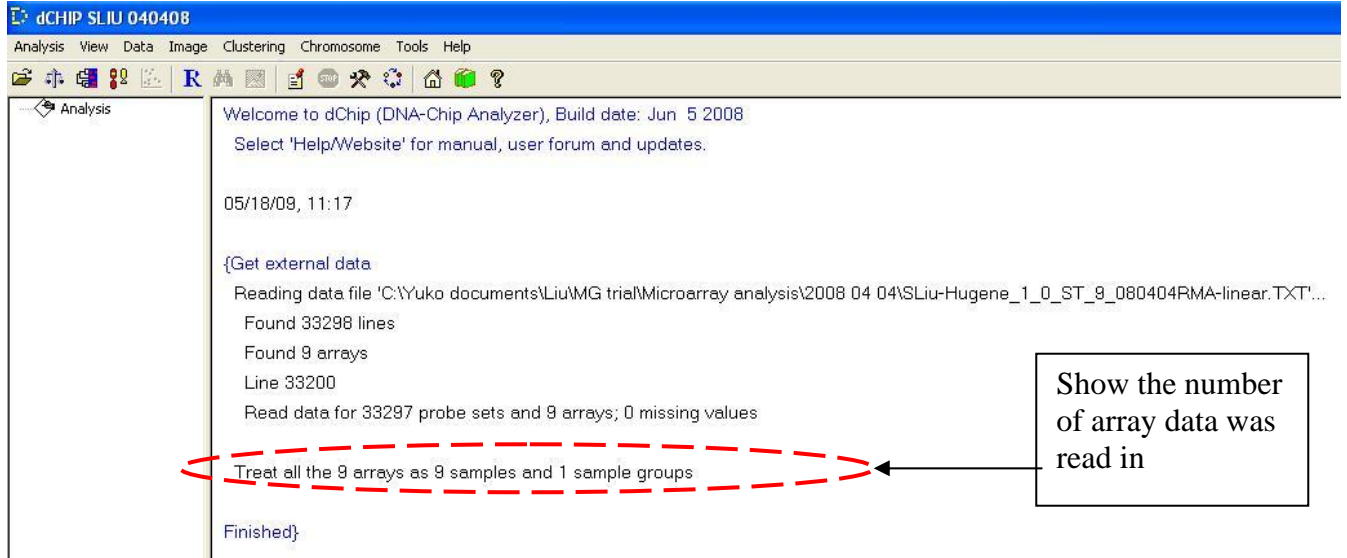 dCHIP SLIU 040408
Analysis View Data Image Clustering Chromosome Tools Help
R
STOP
?
Analysis
Welcome to dChip (DNA-Chip Analyzer), Build date: Jun 5 2008
Select 'Help/Website' for manual, user forum and updates.
05/18/09, 11:17
{Get external data
Reading data file 'C:\Yuko documents\Liu\MG trial\Microarray analysis\2008 04 04\SLiu-Hugene_1_0_ST_9_080404RMA-linear.TXT'...
Found 33298 lines
Found 9 arrays
Line 33200
Read data for 33297 probe sets and 9 arrays; 0 missing values
Treat all the 9 arrays as 9 samples and 1 sample groups
Finished}
Show the number
of array data was
read in